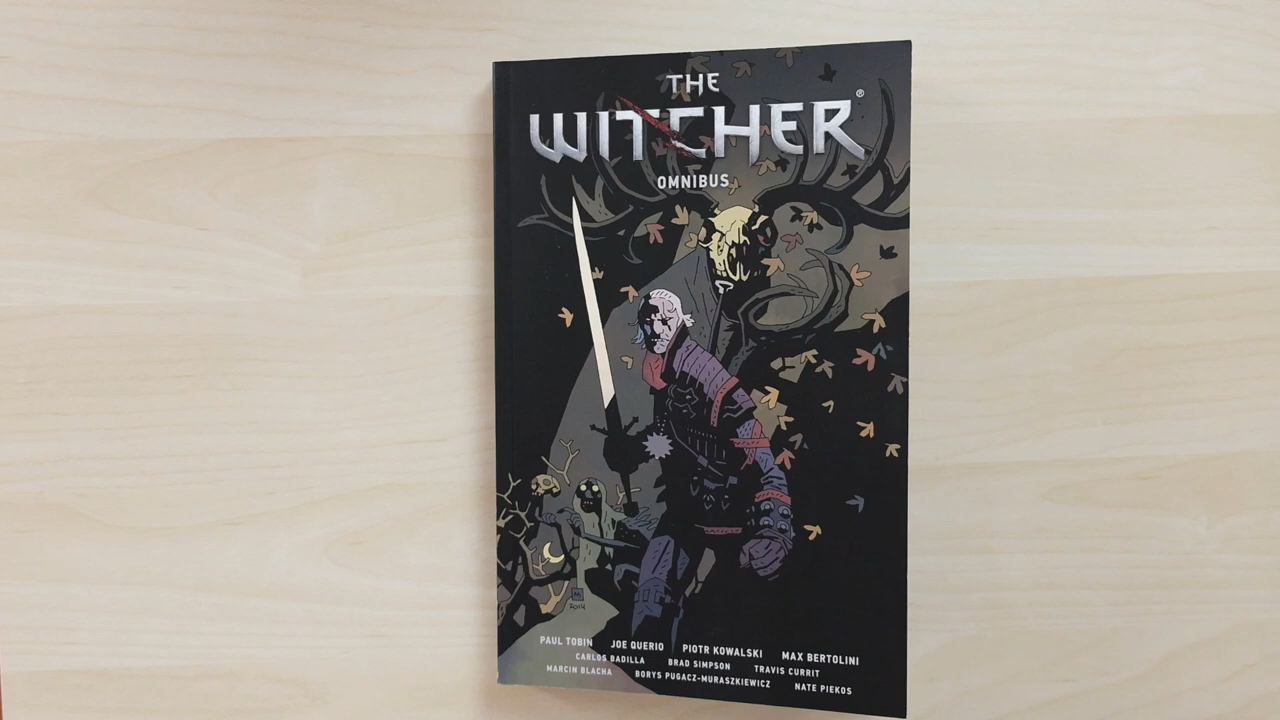 THE
WITCHER®
OMNIBUS
M
2014
PAUL TOBIN JOE QUERIO PIOTR KOWALSKI MAX BERTOLINI
CARLOS BADILLA BRAD SIMPSON TRAVIS CURRIT
MARCIN BLACHA BORYS PUGACZ-MURASZKIEWICZ NATE PIEKOS